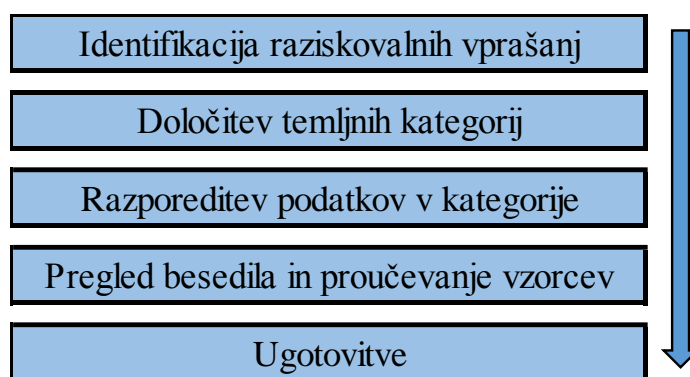 Identifikacija raziskovalnih vprašanj
Določitev temljnih kategorij
Razporeditev podatkov v kategorije
Pregled besedila in proučevanje vzorcev
Ugotovitve